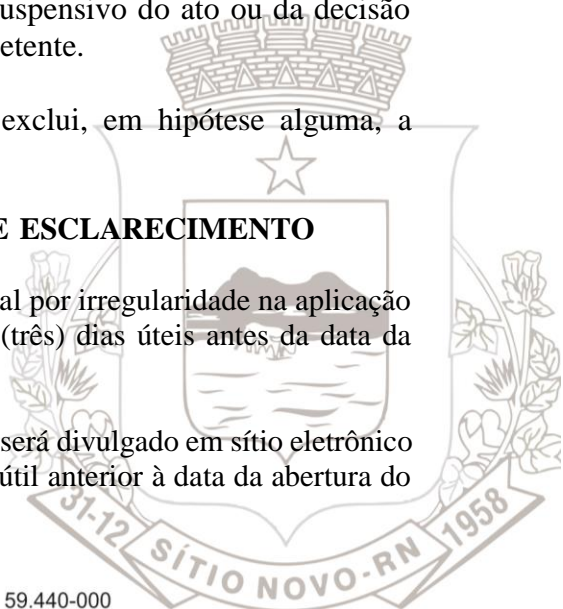 uspensivo do ato ou da decisão
etente.
exclui, em hipótese alguma, a
E ESCLARECIMENTO
al por irregularidade na aplicação
(três) dias úteis antes da data da
será divulgado em sítio eletrônico
útil anterior à data da abertura do
31-12 SÍTIO NOVO-RN 1958
59.440-000